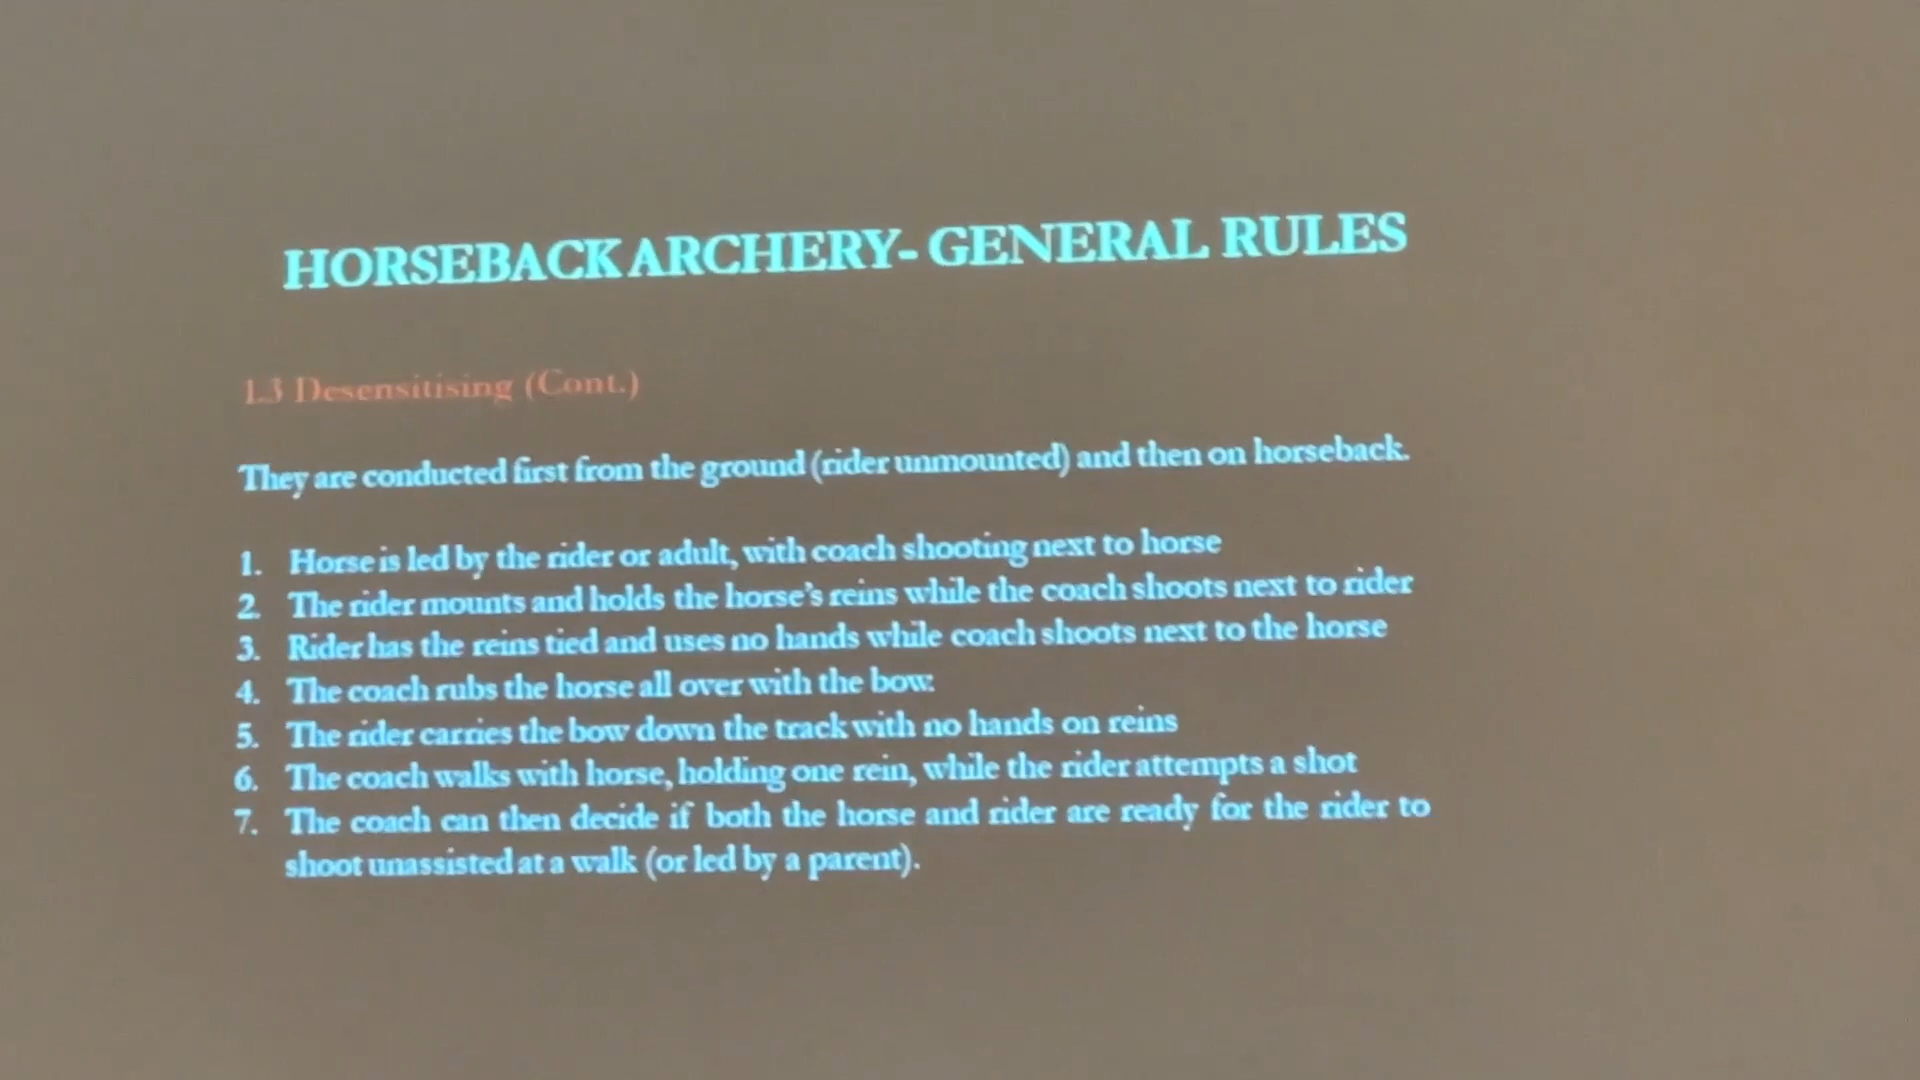 HORSEBACK ARCHERY- GENERAL RULES
1.3 Desensitising (Cont.)
They are conducted first from the ground (rider unmounted) and then on horseback.
1. Horse is led by the rider or adult, with coach shooting next to horse
2. The rider mounts and holds the horse's reins while the coach shoots next to rider
3. Rider has the reins tied and uses no hands while coach shoots next to the horse
4. The coach rubs the horse all over with the bow.
5. The rider carries the bow down the track with no hands on reins
6. The coach walks with horse, holding one rein, while the rider attempts a shot
7. The coach can then decide if both the horse and rider are ready for the rider to
shoot unassisted at a walk (or led by a parent).